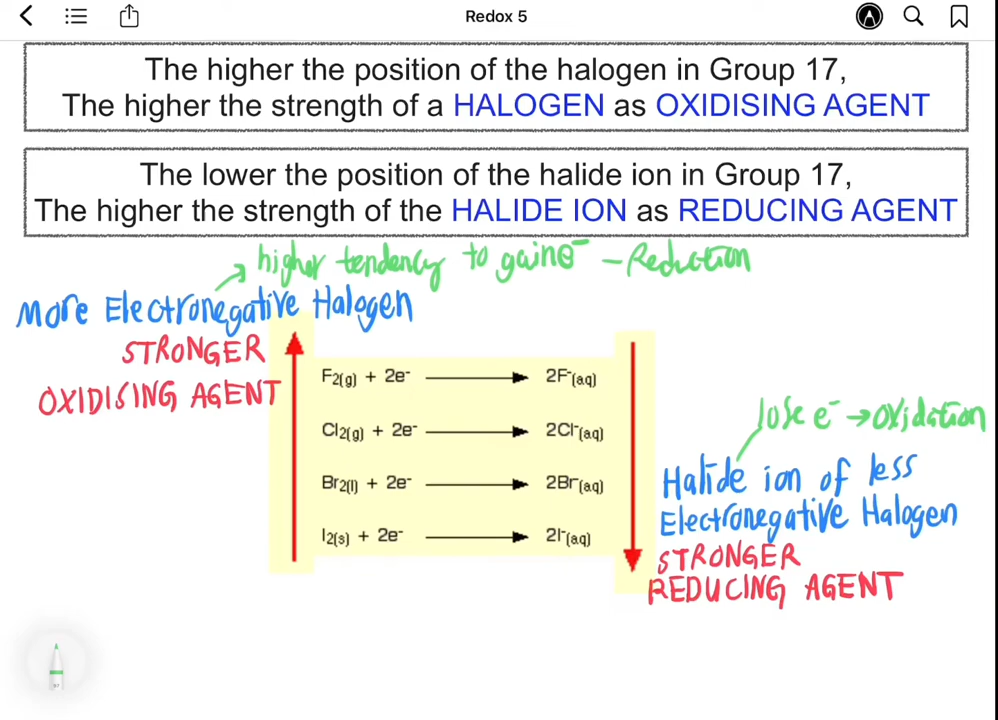 Redox 5
The higher the position of the halogen in Group 17,
The higher the strength of a HALOGEN as OXIDISING AGENT
The lower the position of the halide ion in Group 17,
The higher the strength of the HALIDE ION as REDUCING AGENT
higher tendency to gain e⁻ – Reduction
More Electronegative Halogen
STRONGER
OXIDISING AGENT
F₂(g) + 2e⁻ → 2F⁻(aq)
Cl₂(g) + 2e⁻ → 2Cl⁻(aq)
Br₂(l) + 2e⁻ → 2Br⁻(aq)
I₂(s) + 2e⁻ → 2I⁻(aq)
lose e⁻ → oxidation
Halide ion of less
Electronegative Halogen
STRONGER
REDUCING AGENT